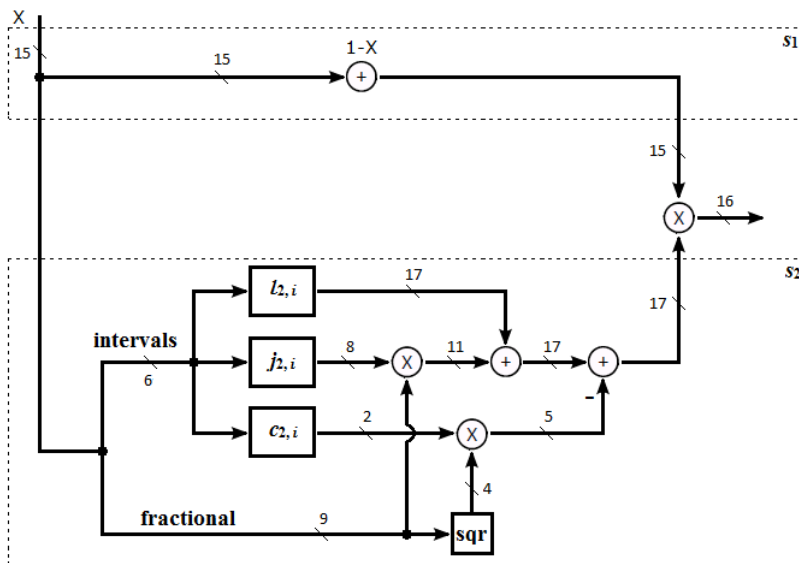 X
s1
15
15
1-X
+
15
X
16
s2
l2,i
17
17
intervals
6
j2,i
8
X
11
+
17
+
-
c2,i
2
X
5
4
fractional
9
sqr